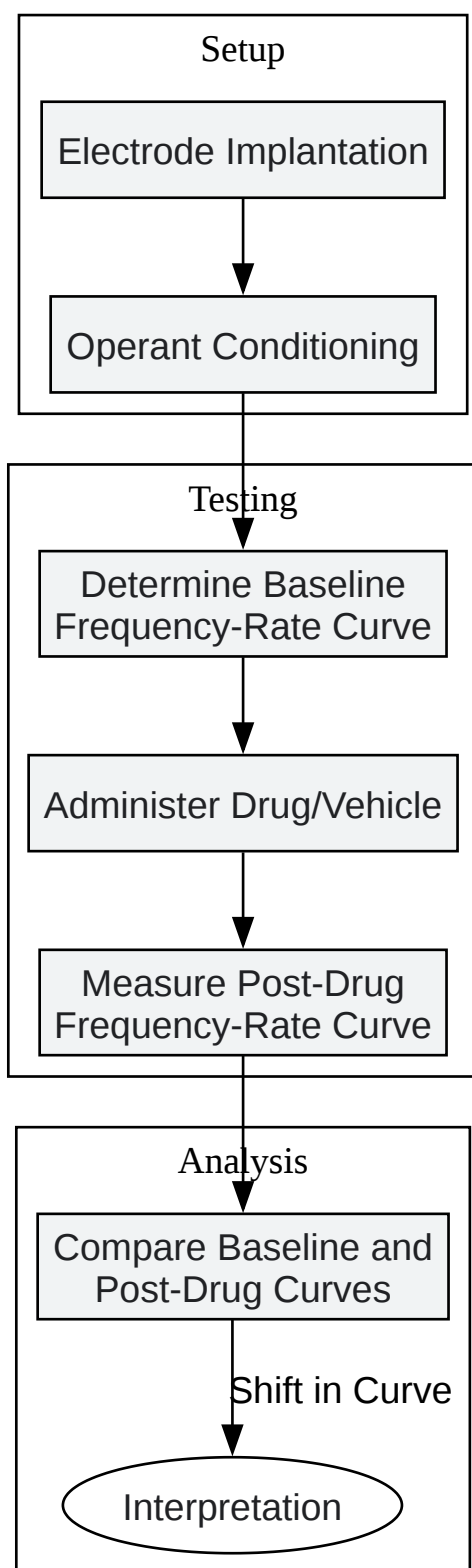 Setup
Electrode Implantation
Operant Conditioning
Testing
Determine Baseline
Frequency-Rate Curve
Administer Drug/Vehicle
Measure Post-Drug
Frequency-Rate Curve
Analysis
Compare Baseline and
Post-Drug Curves
Shift in Curve
Interpretation